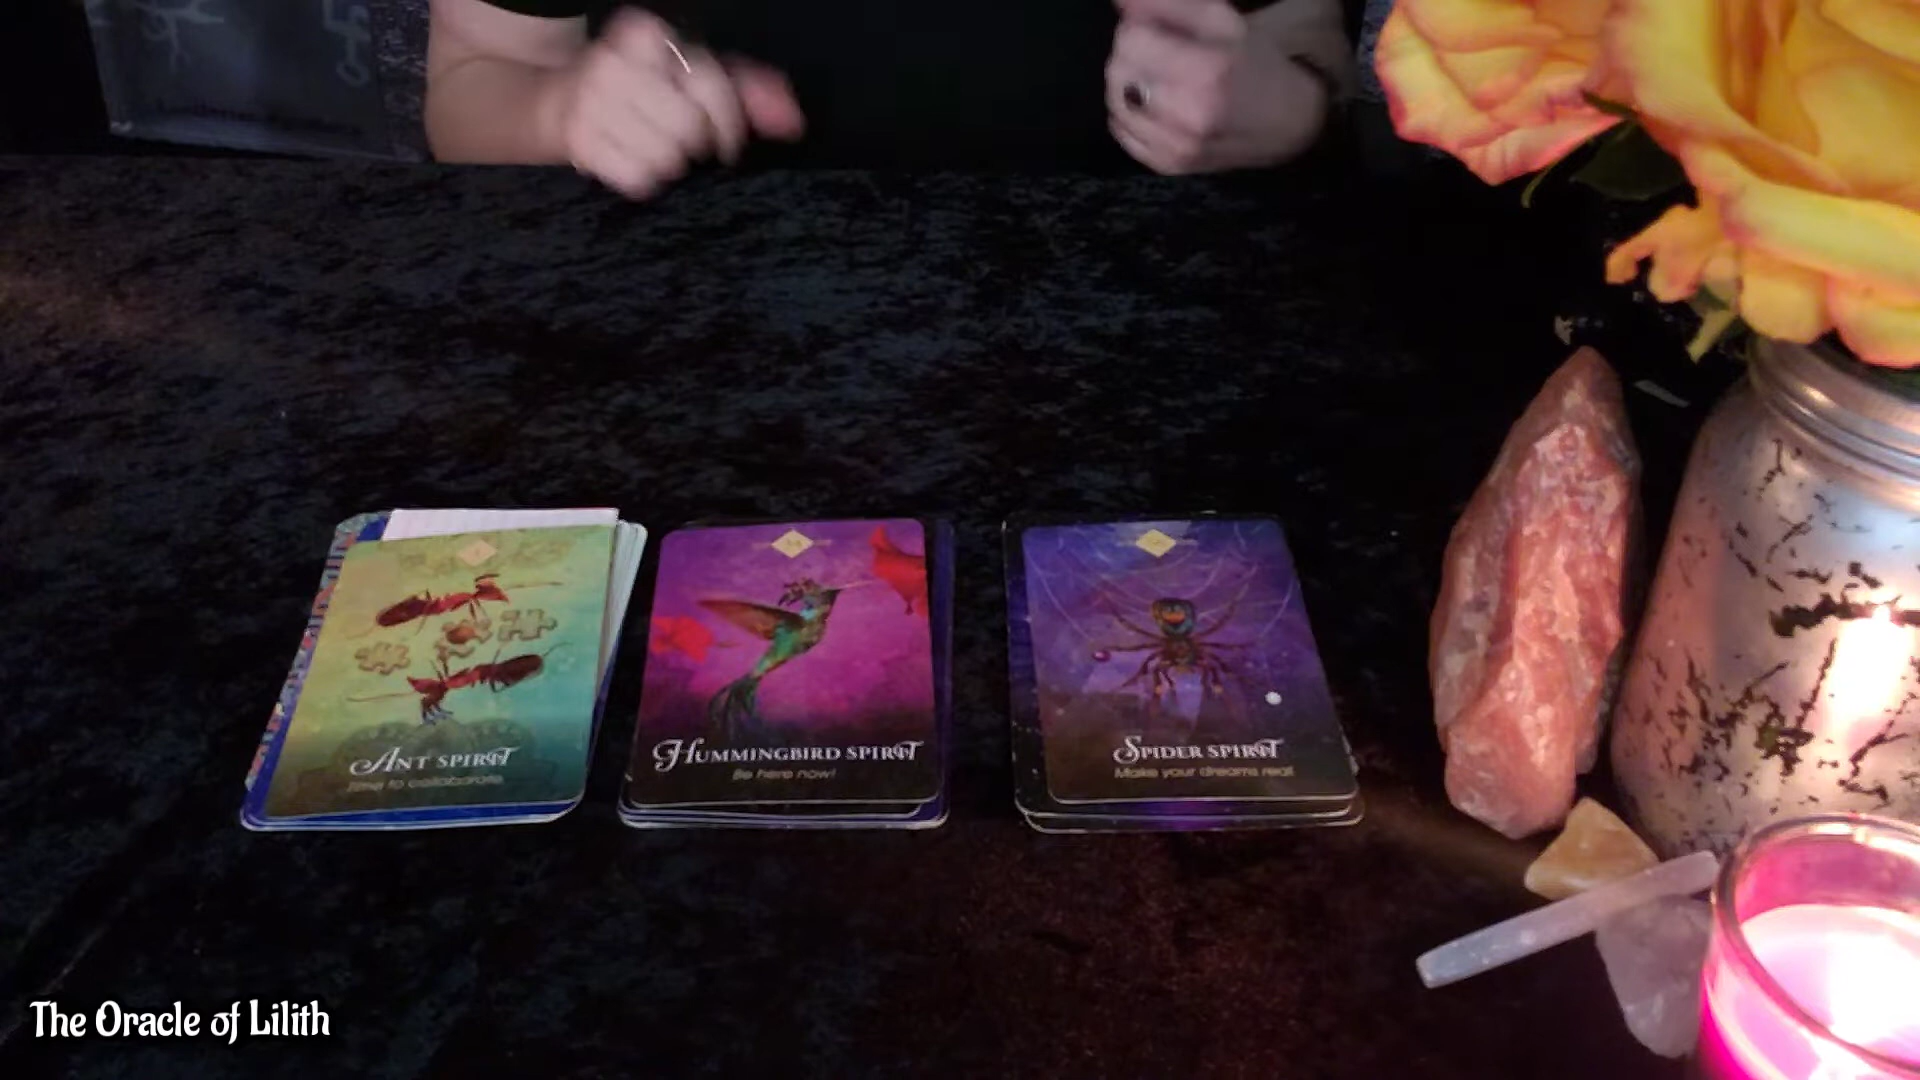 Ant Spirit
Time to collaborate.
Hummingbird Spirit
Be here now!
Spider Spirit
Make your dreams real!
The Oracle of Lilith